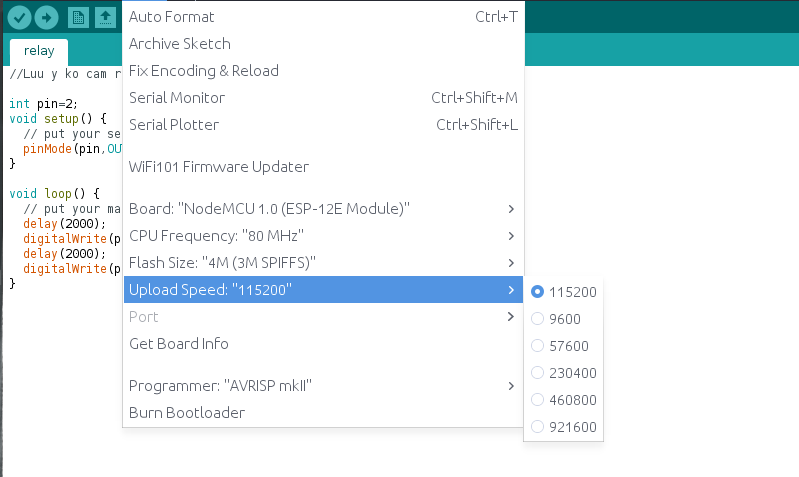 Auto Format Ctrl+T
Archive Sketch
Fix Encoding & Reload
Serial Monitor Ctrl+Shift+M
Serial Plotter Ctrl+Shift+L
WiFi101 Firmware Updater
Board: "NodeMCU 1.0 (ESP-12E Module)"
CPU Frequency: "80 MHz"
Flash Size: "4M (3M SPIFFS)"
Upload Speed: "115200"
Port
Get Board Info
Programmer: "AVRISP mkII"
Burn Bootloader
115200
9600
57600
230400
460800
921600
relay
//Luu y ko cam r
int pin=2;
void setup() {
// put your se
pinMode(pin,OU
}
void loop() {
// put your ma
delay(2000);
digitalWrite(p
delay(2000);
digitalWrite(p
}